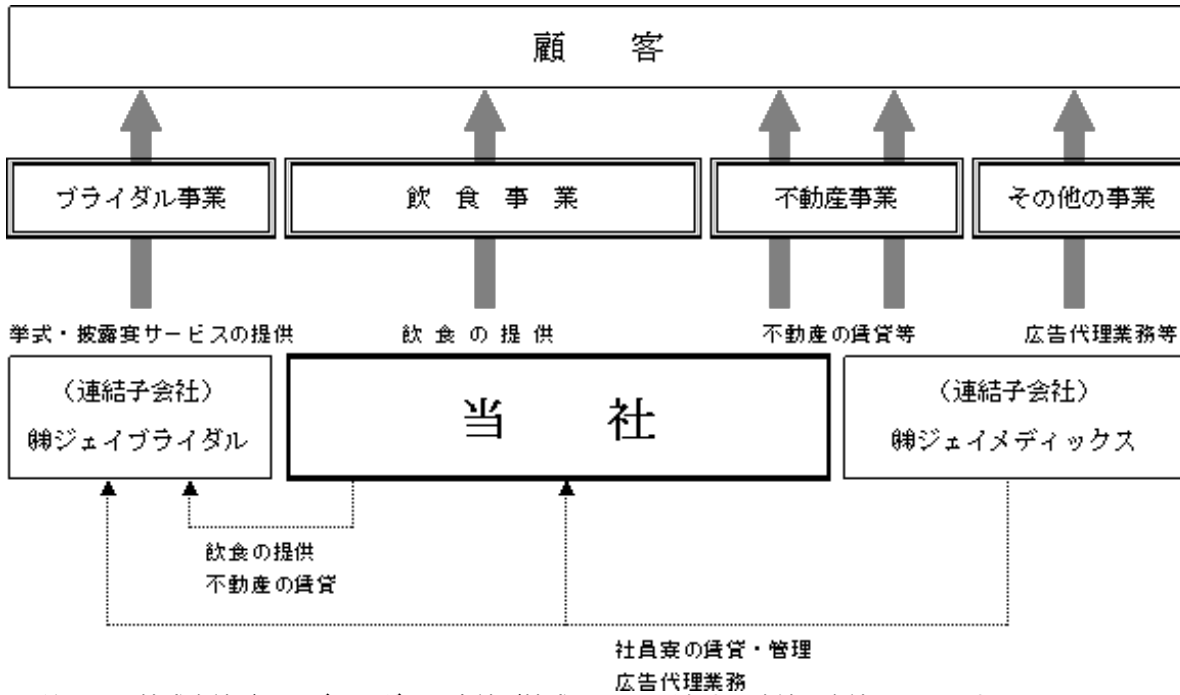 顧　客
ブライダル事業
飲食事業
不動産事業
その他の事業
挙式・披露宴サービスの提供
飲食の提供
不動産の賃貸等
広告代理業務等
（連結子会社）
㈱ジェイブライダル
当　社
（連結子会社）
㈱ジェイメディックス
飲食の提供
不動産の賃貸
社員寮の賃貸・管理
広告代理業務